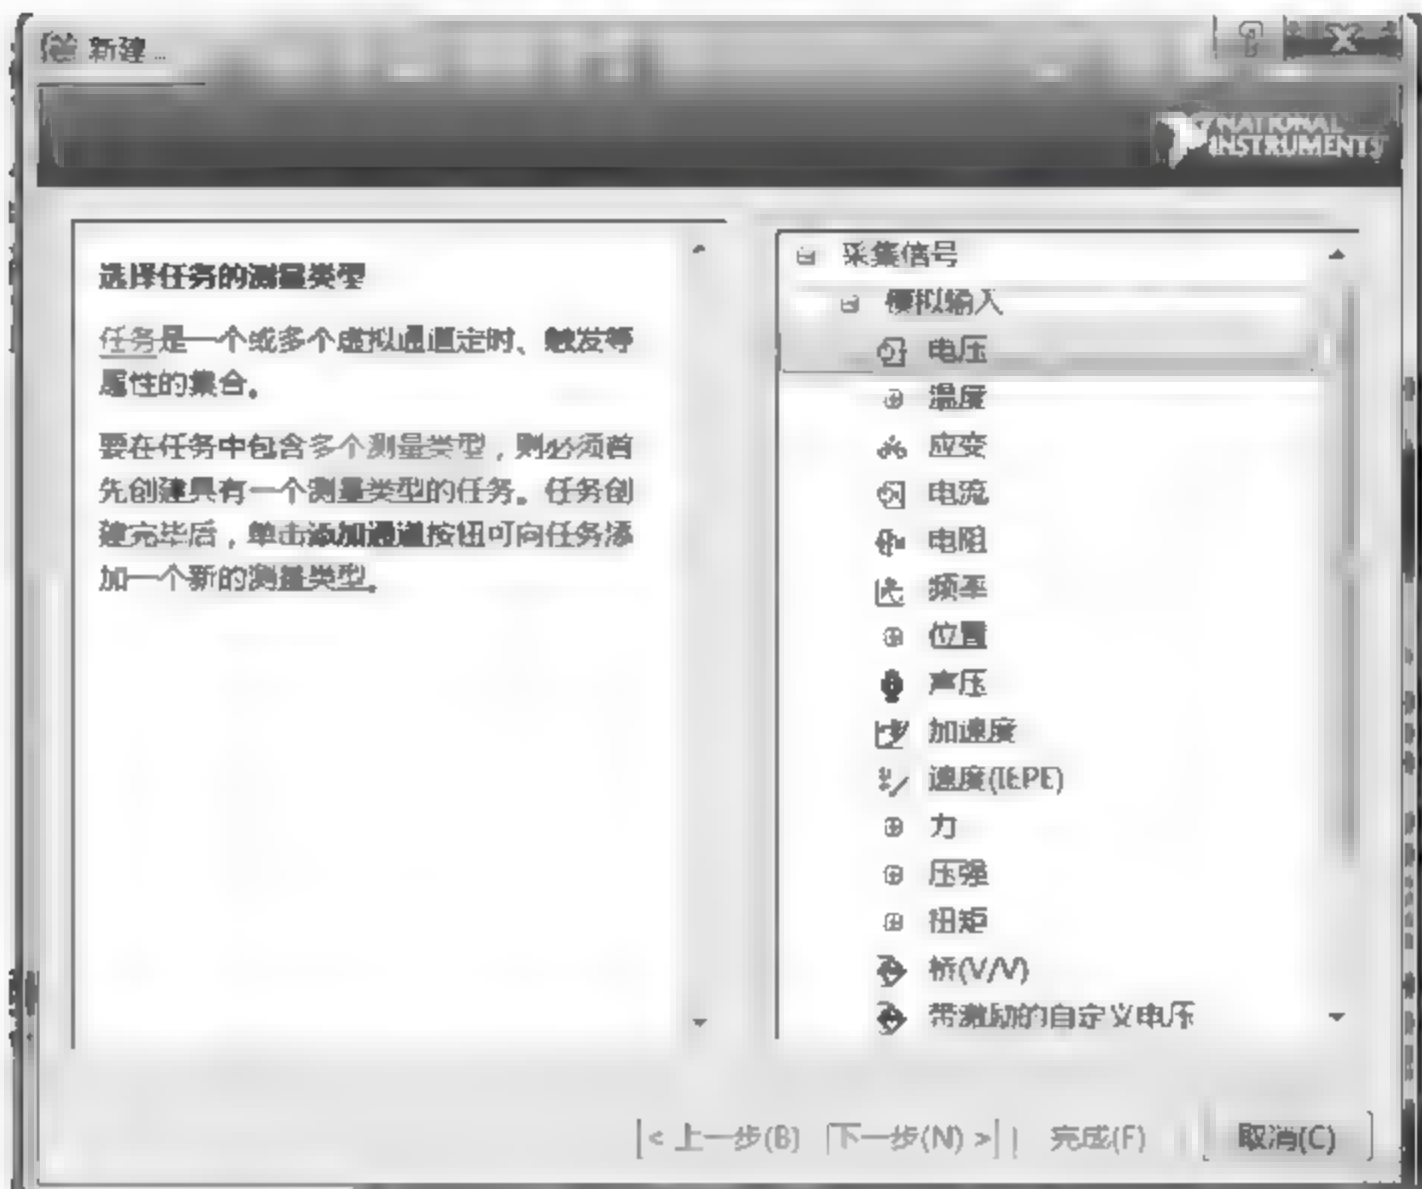 新建...
NATIONAL
INSTRUMENTS
选择任务的测量类型
任务是一个或多个虚拟通道定时、触发等
属性的集合。
要在任务中包含多个测量类型，则必须首
先创建具有一个测量类型的任务。任务创
建完毕后，单击添加通道按钮可向任务添
加一个新的测量类型。
采集信号
模拟输入
电压
温度
应变
电流
电阻
频率
位置
声压
加速度
速度(IEPE)
力
压强
扭矩
桥(V/V)
带激励的自定义电压
<上一步(B) 下一步(N)> 完成(F) 取消(C)